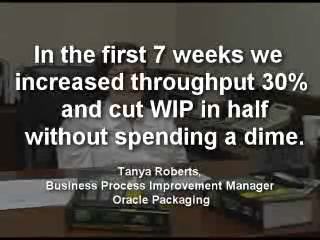 In the first 7 weeks we
increased throughput 30%
and cut WIP in half
without spending a dime.
Tanya Roberts,
Business Process Improvement Manager
Oracle Packaging